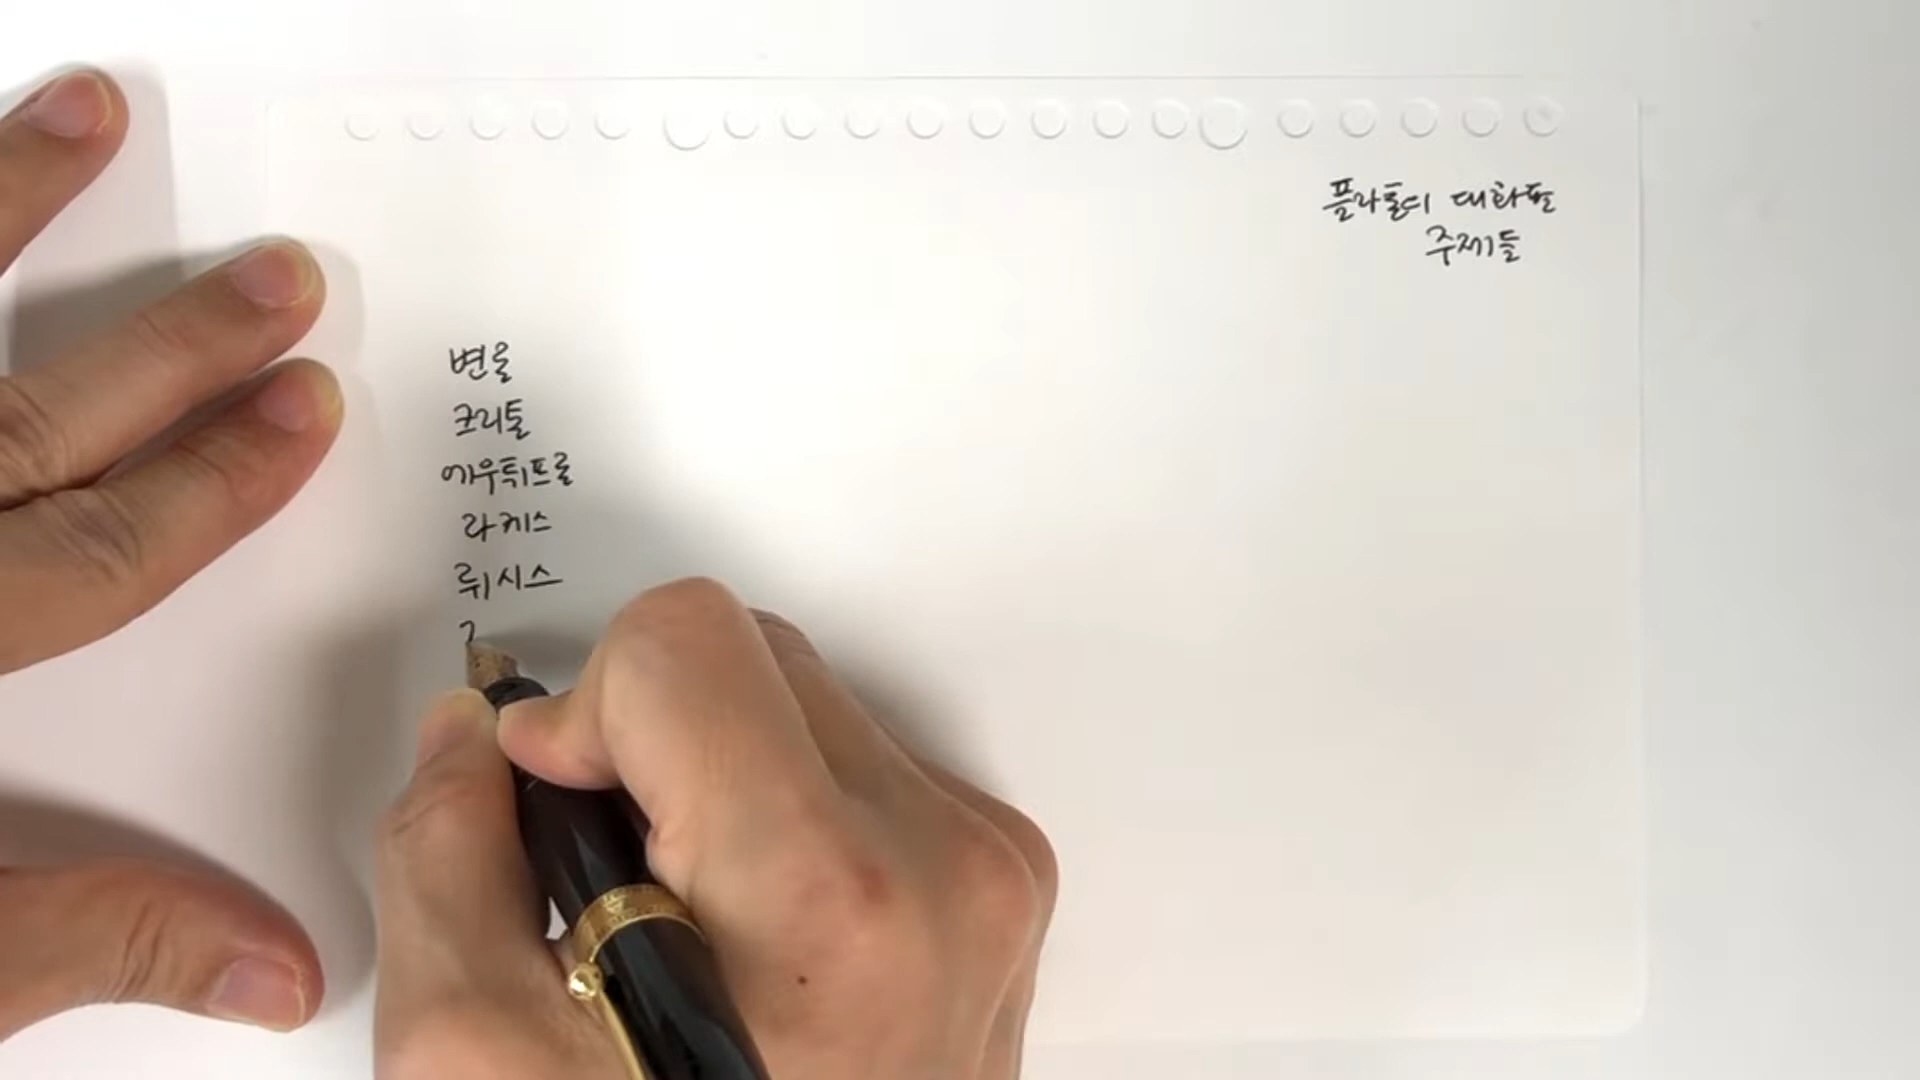 플라톤의 대화편
주제들
변론
크리톤
에우튀프론
라케스
뤼시스